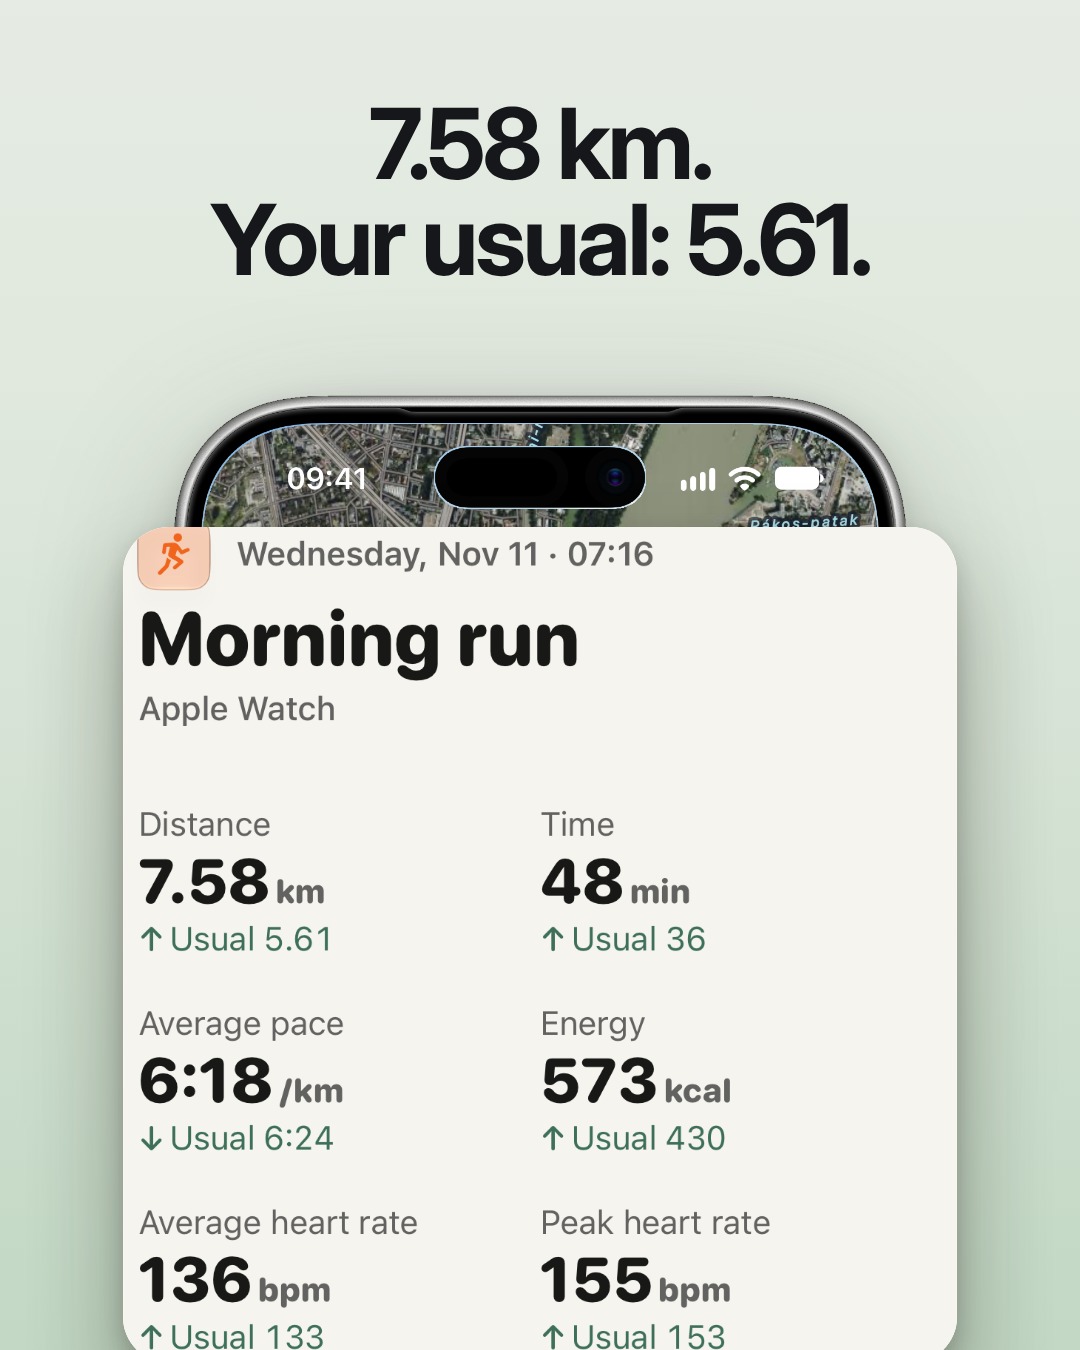 7.58 km.
Your usual: 5.61.
09:41
Rákos-patak
Wednesday, Nov 11 · 07:16
Morning run
Apple Watch
Distance
Time
7.58 km
48 min
↑ Usual 5.61
↑ Usual 36
Average pace
Energy
6:18 /km
573 kcal
↓ Usual 6:24
↑ Usual 430
Average heart rate
Peak heart rate
136 bpm
155 bpm
↑ Usual 133
↑ Usual 153